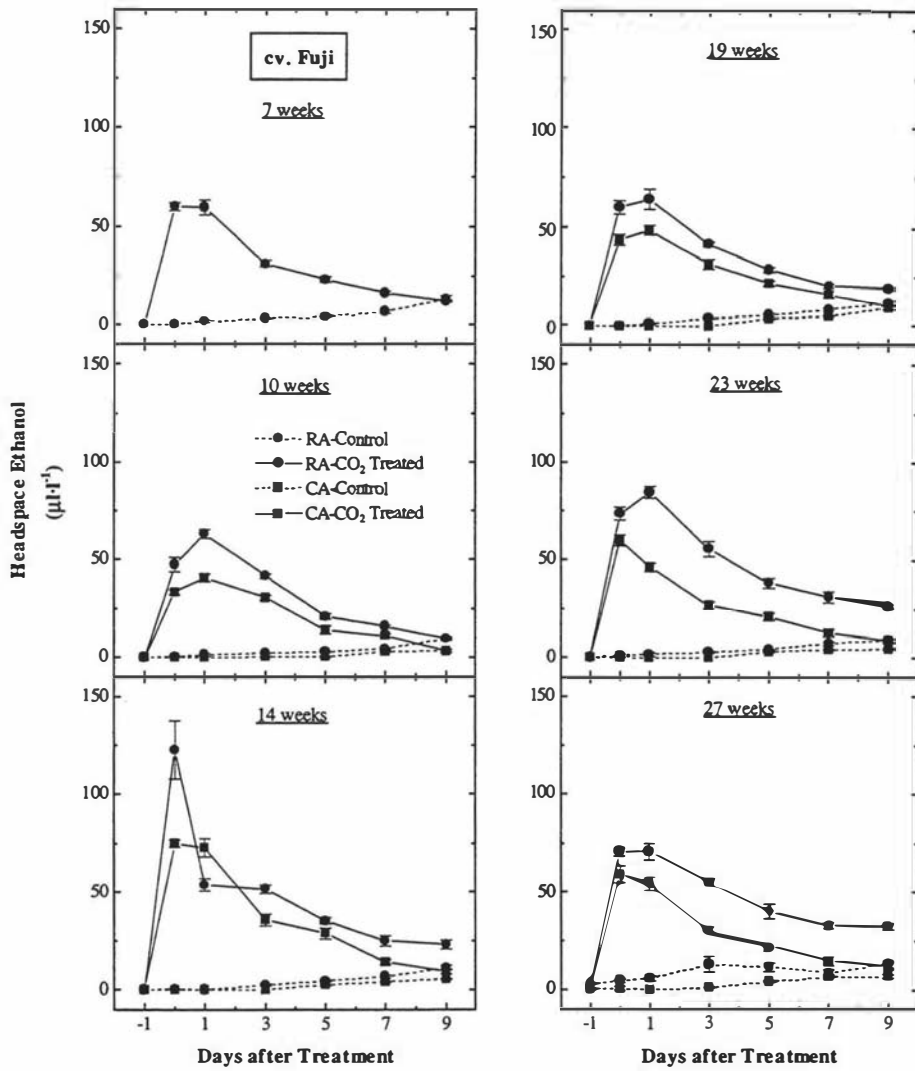 Headspace Ethanol
(µl·l⁻¹)
cv. Fuji
7 weeks
150
100
50
0
10 weeks
RA-Control
RA-CO₂ Treated
CA-Control
CA-CO₂ Treated
150
100
50
0
14 weeks
150
100
50
0
-1 1 3 5 7 9
Days after Treatment
19 weeks
150
100
50
0
23 weeks
150
100
50
0
27 weeks
150
100
50
0
-1 1 3 5 7 9
Days after Treatment